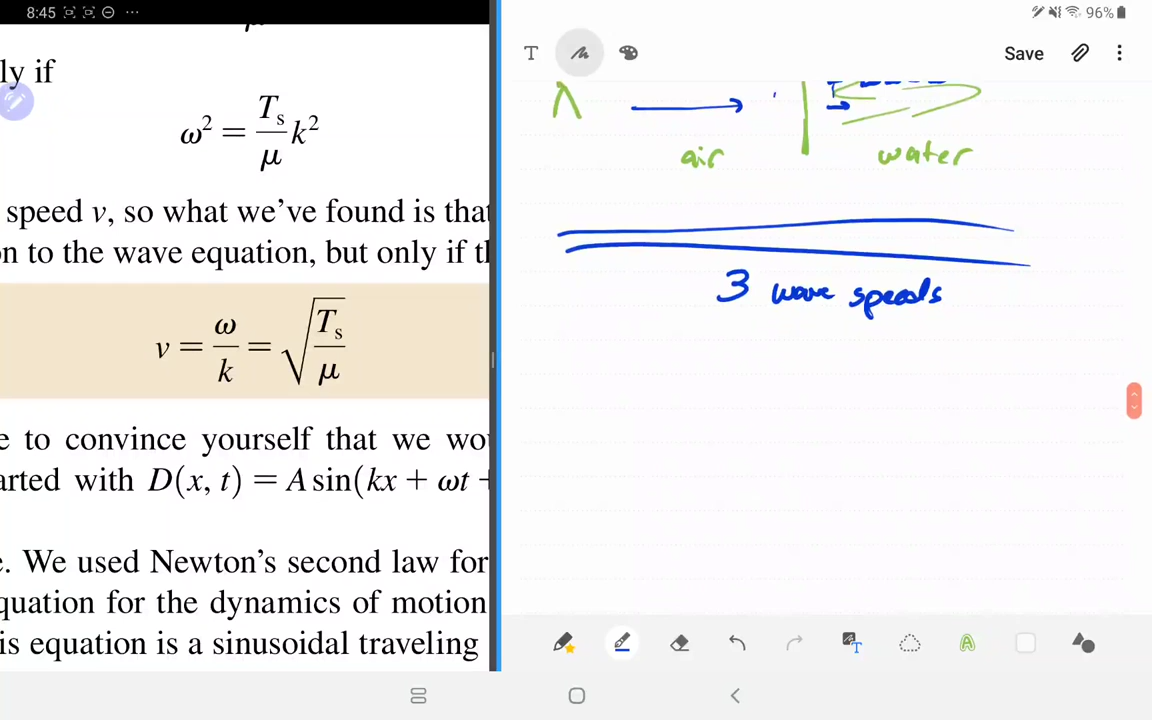 8:45
96%
ly if
ω² = Tₛ/μ k²
speed v, so what we've found is that
n to the wave equation, but only if th
v = ω/k = √(Tₛ/μ)
e to convince yourself that we wo
arted with D(x, t) = A sin(kx + ωt +
e. We used Newton's second law for
quation for the dynamics of motion
is equation is a sinusoidal traveling
T
Save
λ
air
water
3 wave speeds